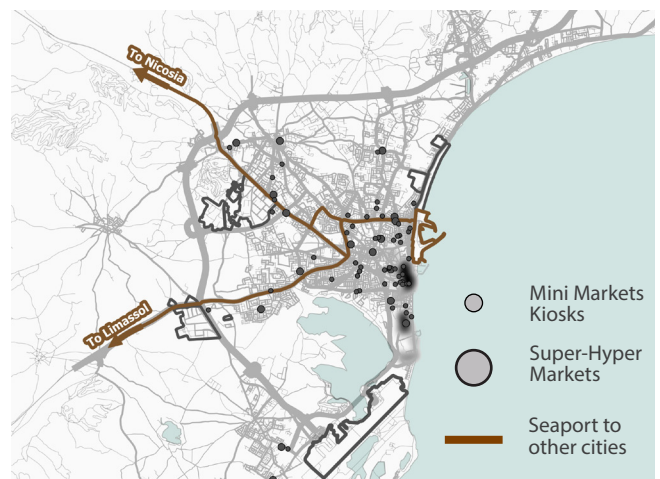 To Nicosia
To Limassol
Mini Markets
Kiosks
Super-Hyper
Markets
Seaport to
other cities